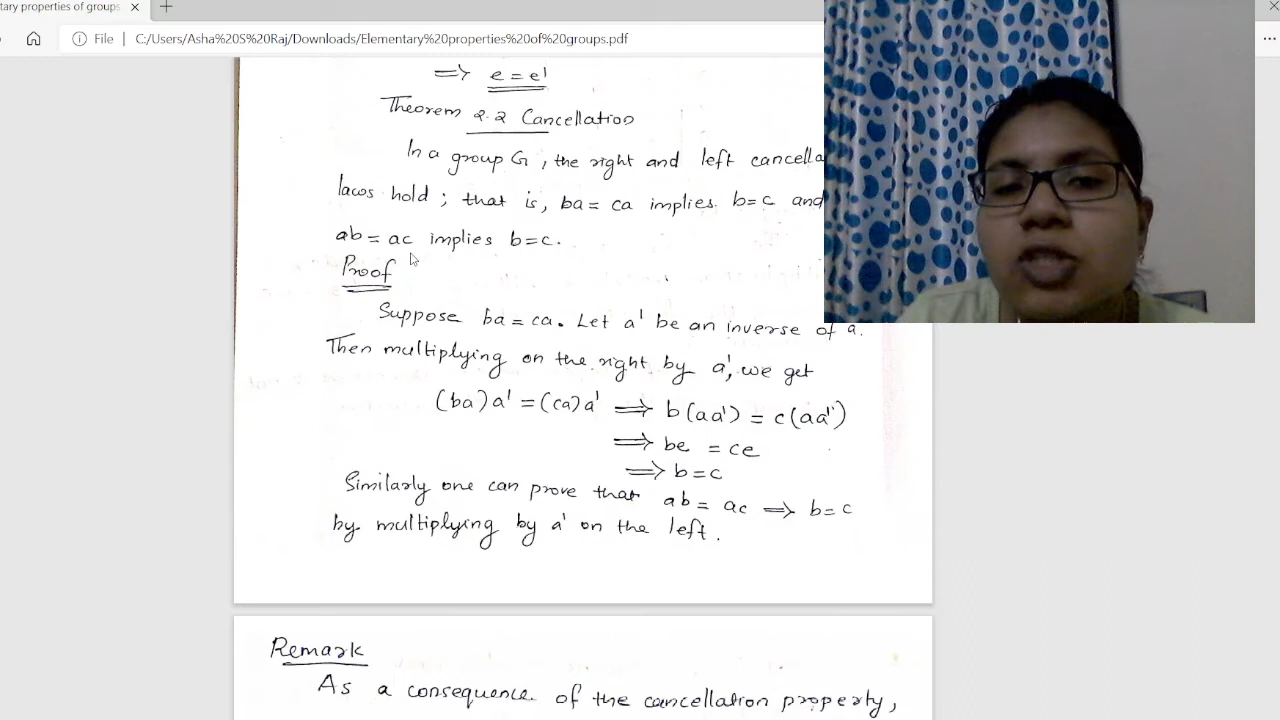 tary properties of groups
File
C:/Users/Asha%20S%20Raj/Downloads/Elementary%20properties%20of%20groups.pdf
⟹ e = e'
Theorem 2.2 Cancellation
In a group G, the right and left cancella
laws hold ; that is, ba = ca implies b=c and
ab = ac implies b=c.
Proof
Suppose ba = ca. Let a' be an inverse of a.
Then multiplying on the right by a', we get
(ba)a' = (ca)a' ⟹ b(aa') = c(aa')
⟹ be = ce
⟹ b=c
Similarly one can prove that ab = ac ⟹ b=c
by multiplying by a' on the left.
Remark
As a consequence of the cancellation property,